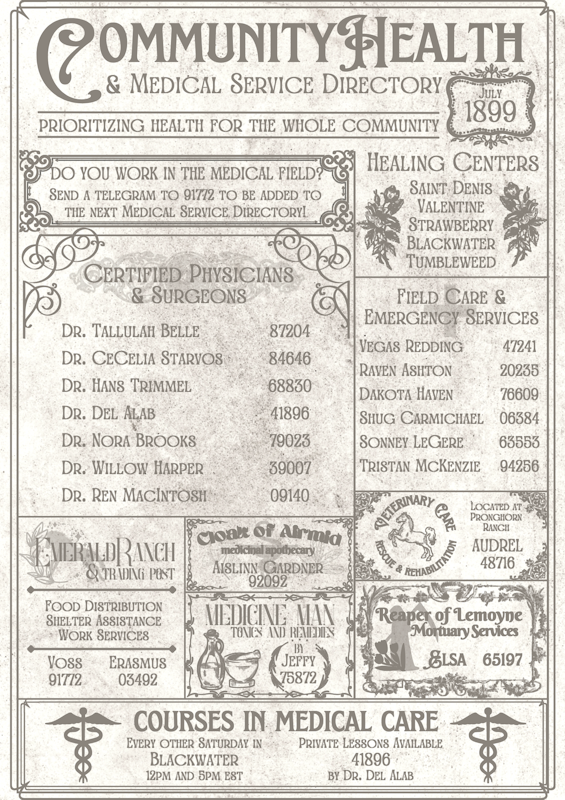 Community Health
& Medical Service Directory
July
1899
Prioritizing health for the whole community
Do you work in the medical field?
Send a telegram to 91772 to be added to
the next Medical Service Directory!
Healing Centers
Saint Denis
Valentine
Strawberry
Blackwater
Tumbleweed
Certified Physicians
& Surgeons
Dr. Tallulah Belle 87204
Dr. CeCelia Starvos 84646
Dr. Hans Trimmel 68830
Dr. Del Alab 41896
Dr. Nora Brooks 79023
Dr. Willow Harper 39007
Dr. Ren MacIntosh 09140
Field Care &
Emergency Services
Vegas Redding 47241
Raven Ashton 20235
Dakota Haven 76609
Shug Carmichael 06384
Sonney LeGere 63553
Tristan McKenzie 94256
Emerald Ranch
& Trading Post
Food Distribution
Shelter Assistance
Work Services
Voss Erasmus
91772 03492
Cloak of Airmid
medicinal apothecary
Aislinn Gardner
92092
Medicine Man
Tonics and Remedies
by
Jeffy
75872
Veterinary Care
Rescue & Rehabilitation
Located at
Pronghorn
Ranch
Audrel
48716
Reaper of Lemoyne
Mortuary Services
Elsa 65197
COURSES IN MEDICAL CARE
Every other Saturday in
Blackwater
12pm and 8pm est
Private Lessons Available
41896
by Dr. Del Alab